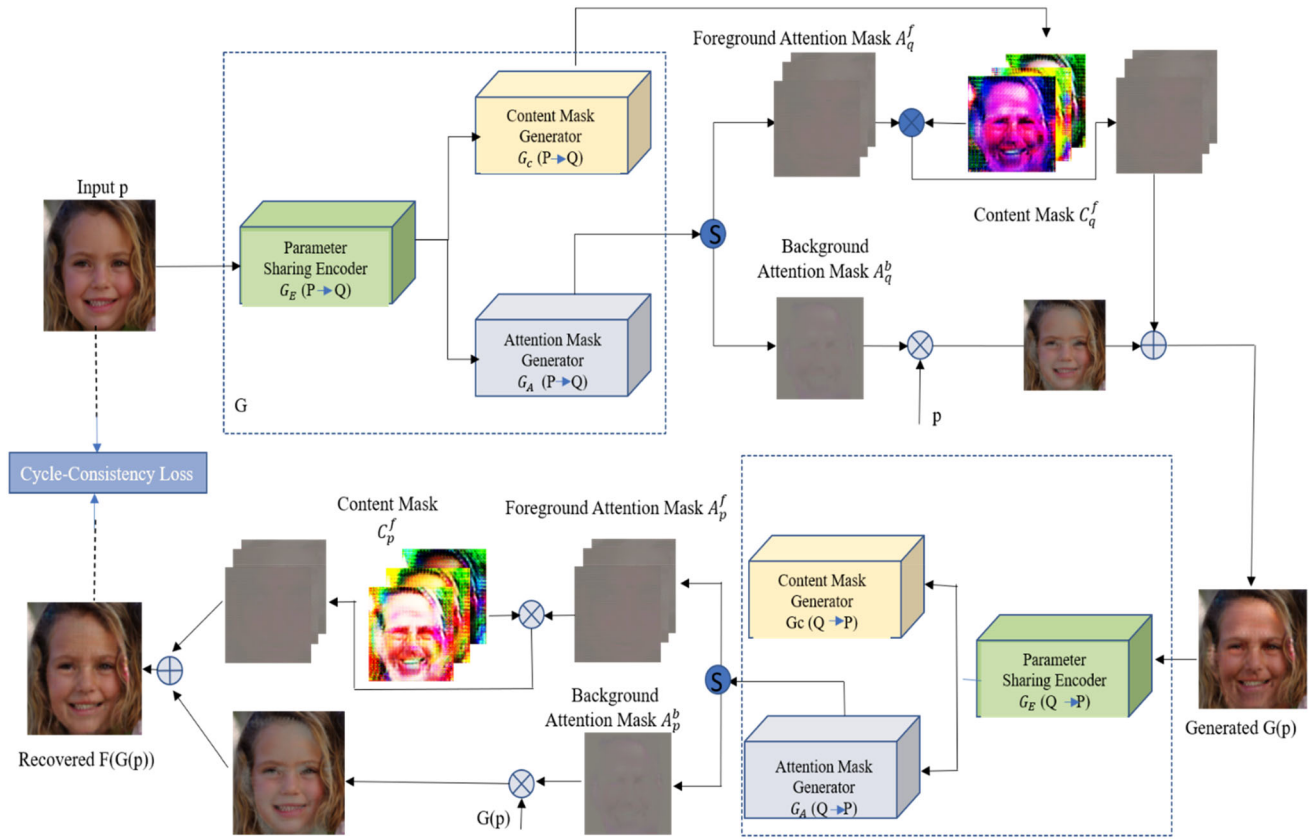 Input p
Parameter
Sharing Encoder
G_E (P→Q)
Content Mask
Generator
G_c (P→Q)
Attention Mask
Generator
G_A (P→Q)
G
S
Foreground Attention Mask A_q^f
Content Mask C_q^f
Background
Attention Mask A_q^b
p
Cycle-Consistency Loss
Content Mask
C_p^f
Foreground Attention Mask A_p^f
Content Mask
Generator
Gc (Q→P)
Parameter
Sharing Encoder
G_E (Q→P)
Generated G(p)
S
Background
Attention Mask A_p^b
Attention Mask
Generator
G_A (Q→P)
G(p)
Recovered F(G(p))